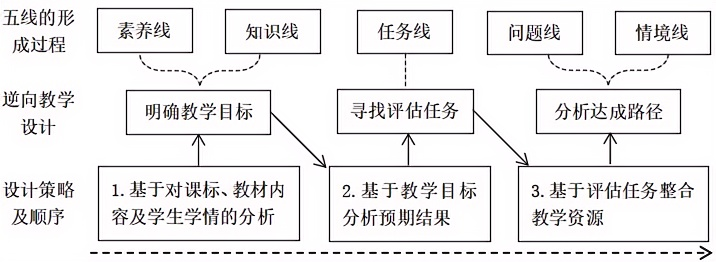 五线的形
成过程
素养线
知识线
任务线
问题线
情境线
逆向教学
设计
明确教学目标
寻找评估任务
分析达成路径
设计策略
及顺序
1.基于对课标、教材内
容及学生学情的分析
2.基于教学目标
分析预期结果
3.基于评估任务整合
教学资源